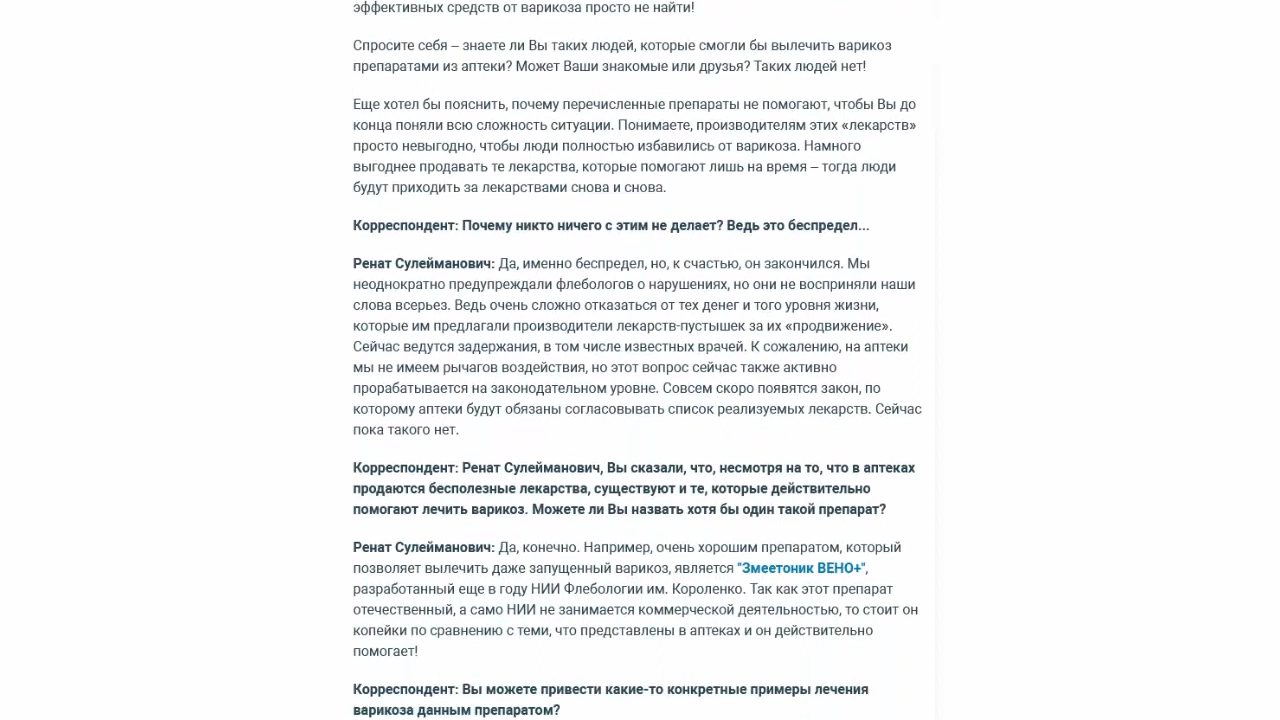 эффективных средств от варикоза просто не найти!
Спросите себя – знаете ли Вы таких людей, которые смогли бы вылечить варикоз
препаратами из аптеки? Может Ваши знакомые или друзья? Таких людей нет!
Еще хотел бы пояснить, почему перечисленные препараты не помогают, чтобы Вы до
конца поняли всю сложность ситуации. Понимаете, производителям этих «лекарств»
просто невыгодно, чтобы люди полностью избавились от варикоза. Намного
выгоднее продавать те лекарства, которые помогают лишь на время – тогда люди
будут приходить за лекарствами снова и снова.
Корреспондент: Почему никто ничего с этим не делает? Ведь это беспредел...
Ренат Сулейманович: Да, именно беспредел, но, к счастью, он закончился. Мы
неоднократно предупреждали флебологов о нарушениях, но они не восприняли наши
слова всерьез. Ведь очень сложно отказаться от тех денег и того уровня жизни,
которые им предлагали производители лекарств-пустышек за их «продвижение».
Сейчас ведутся задержания, в том числе известных врачей. К сожалению, на аптеки
мы не имеем рычагов воздействия, но этот вопрос сейчас также активно
прорабатывается на законодательном уровне. Совсем скоро появятся закон, по
которому аптеки будут обязаны согласовывать список реализуемых лекарств. Сейчас
пока такого нет.
Корреспондент: Ренат Сулейманович, Вы сказали, что, несмотря на то, что в аптеках
продаются бесполезные лекарства, существуют и те, которые действительно
помогают лечить варикоз. Можете ли Вы назвать хотя бы один такой препарат?
Ренат Сулейманович: Да, конечно. Например, очень хорошим препаратом, который
позволяет вылечить даже запущенный варикоз, является "Змеетоник ВЕНО+",
разработанный еще в году НИИ Флебологии им. Короленко. Так как этот препарат
отечественный, а само НИИ не занимается коммерческой деятельностью, то стоит он
копейки по сравнению с теми, что представлены в аптеках и он действительно
помогает!
Корреспондент: Вы можете привести какие-то конкретные примеры лечения
варикоза данным препаратом?